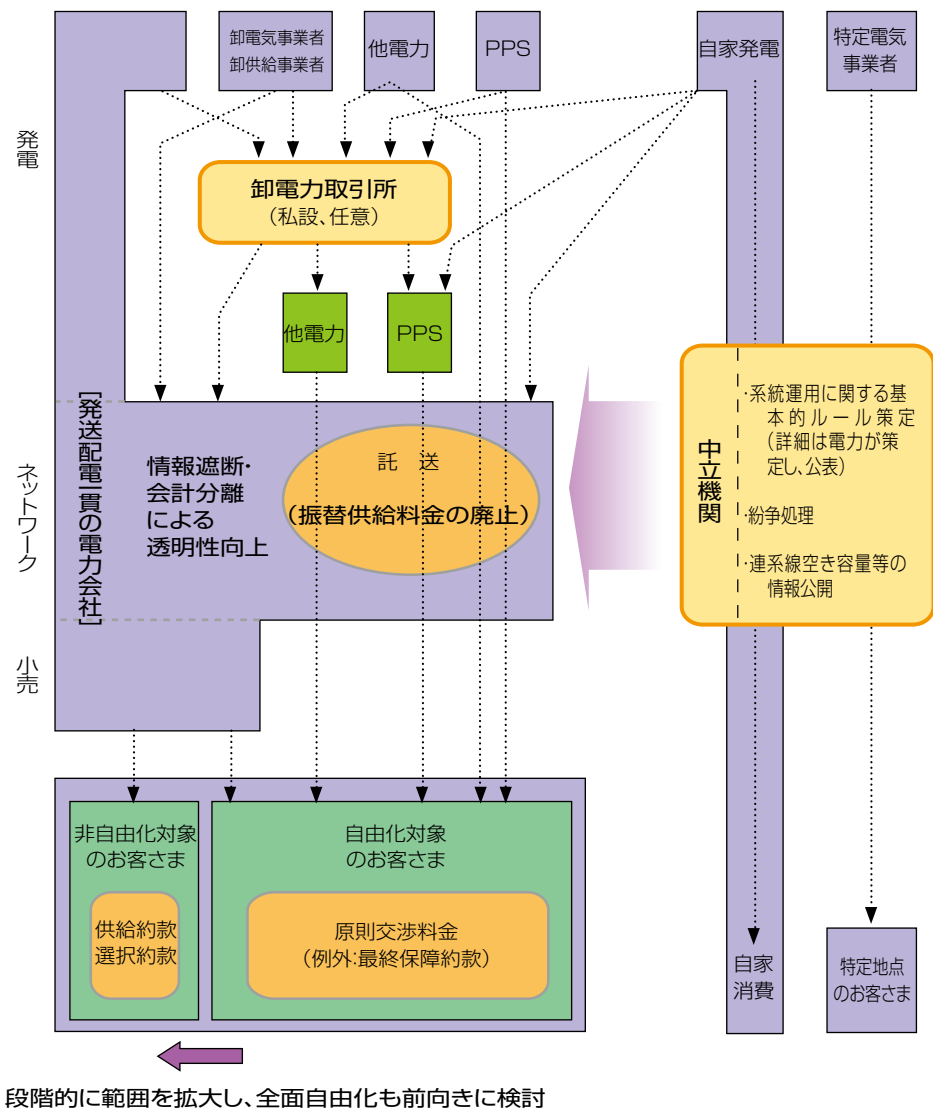 卸電気事業者
卸供給事業者
他電力
PPS
自家発電
特定電気
事業者
発電
卸電力取引所
（私設、任意）
他電力
PPS
ネットワーク
［発送配電一貫の電力会社］
情報遮断・
会計分離
による
透明性向上
託 送
（振替供給料金の廃止）
中立機関
・系統運用に関する基
本的ルール策定
（詳細は電力が策
定し、公表）
・紛争処理
・連系線空き容量等の
情報公開
小売
非自由化対象
のお客さま
供給約款
選択約款
自由化対象
のお客さま
原則交渉料金
（例外:最終保障約款）
自家
消費
特定地点
のお客さま
段階的に範囲を拡大し、全面自由化も前向きに検討